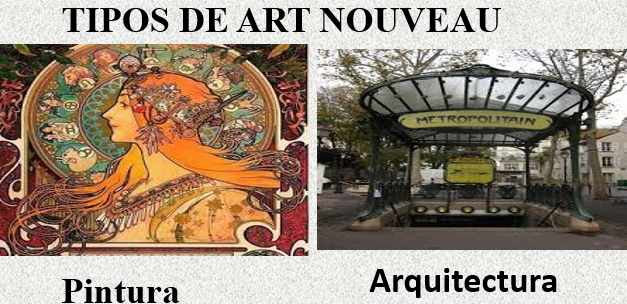 TIPOS DE ART NOUVEAU
METROPOLITAIN
Pintura
Arquitectura